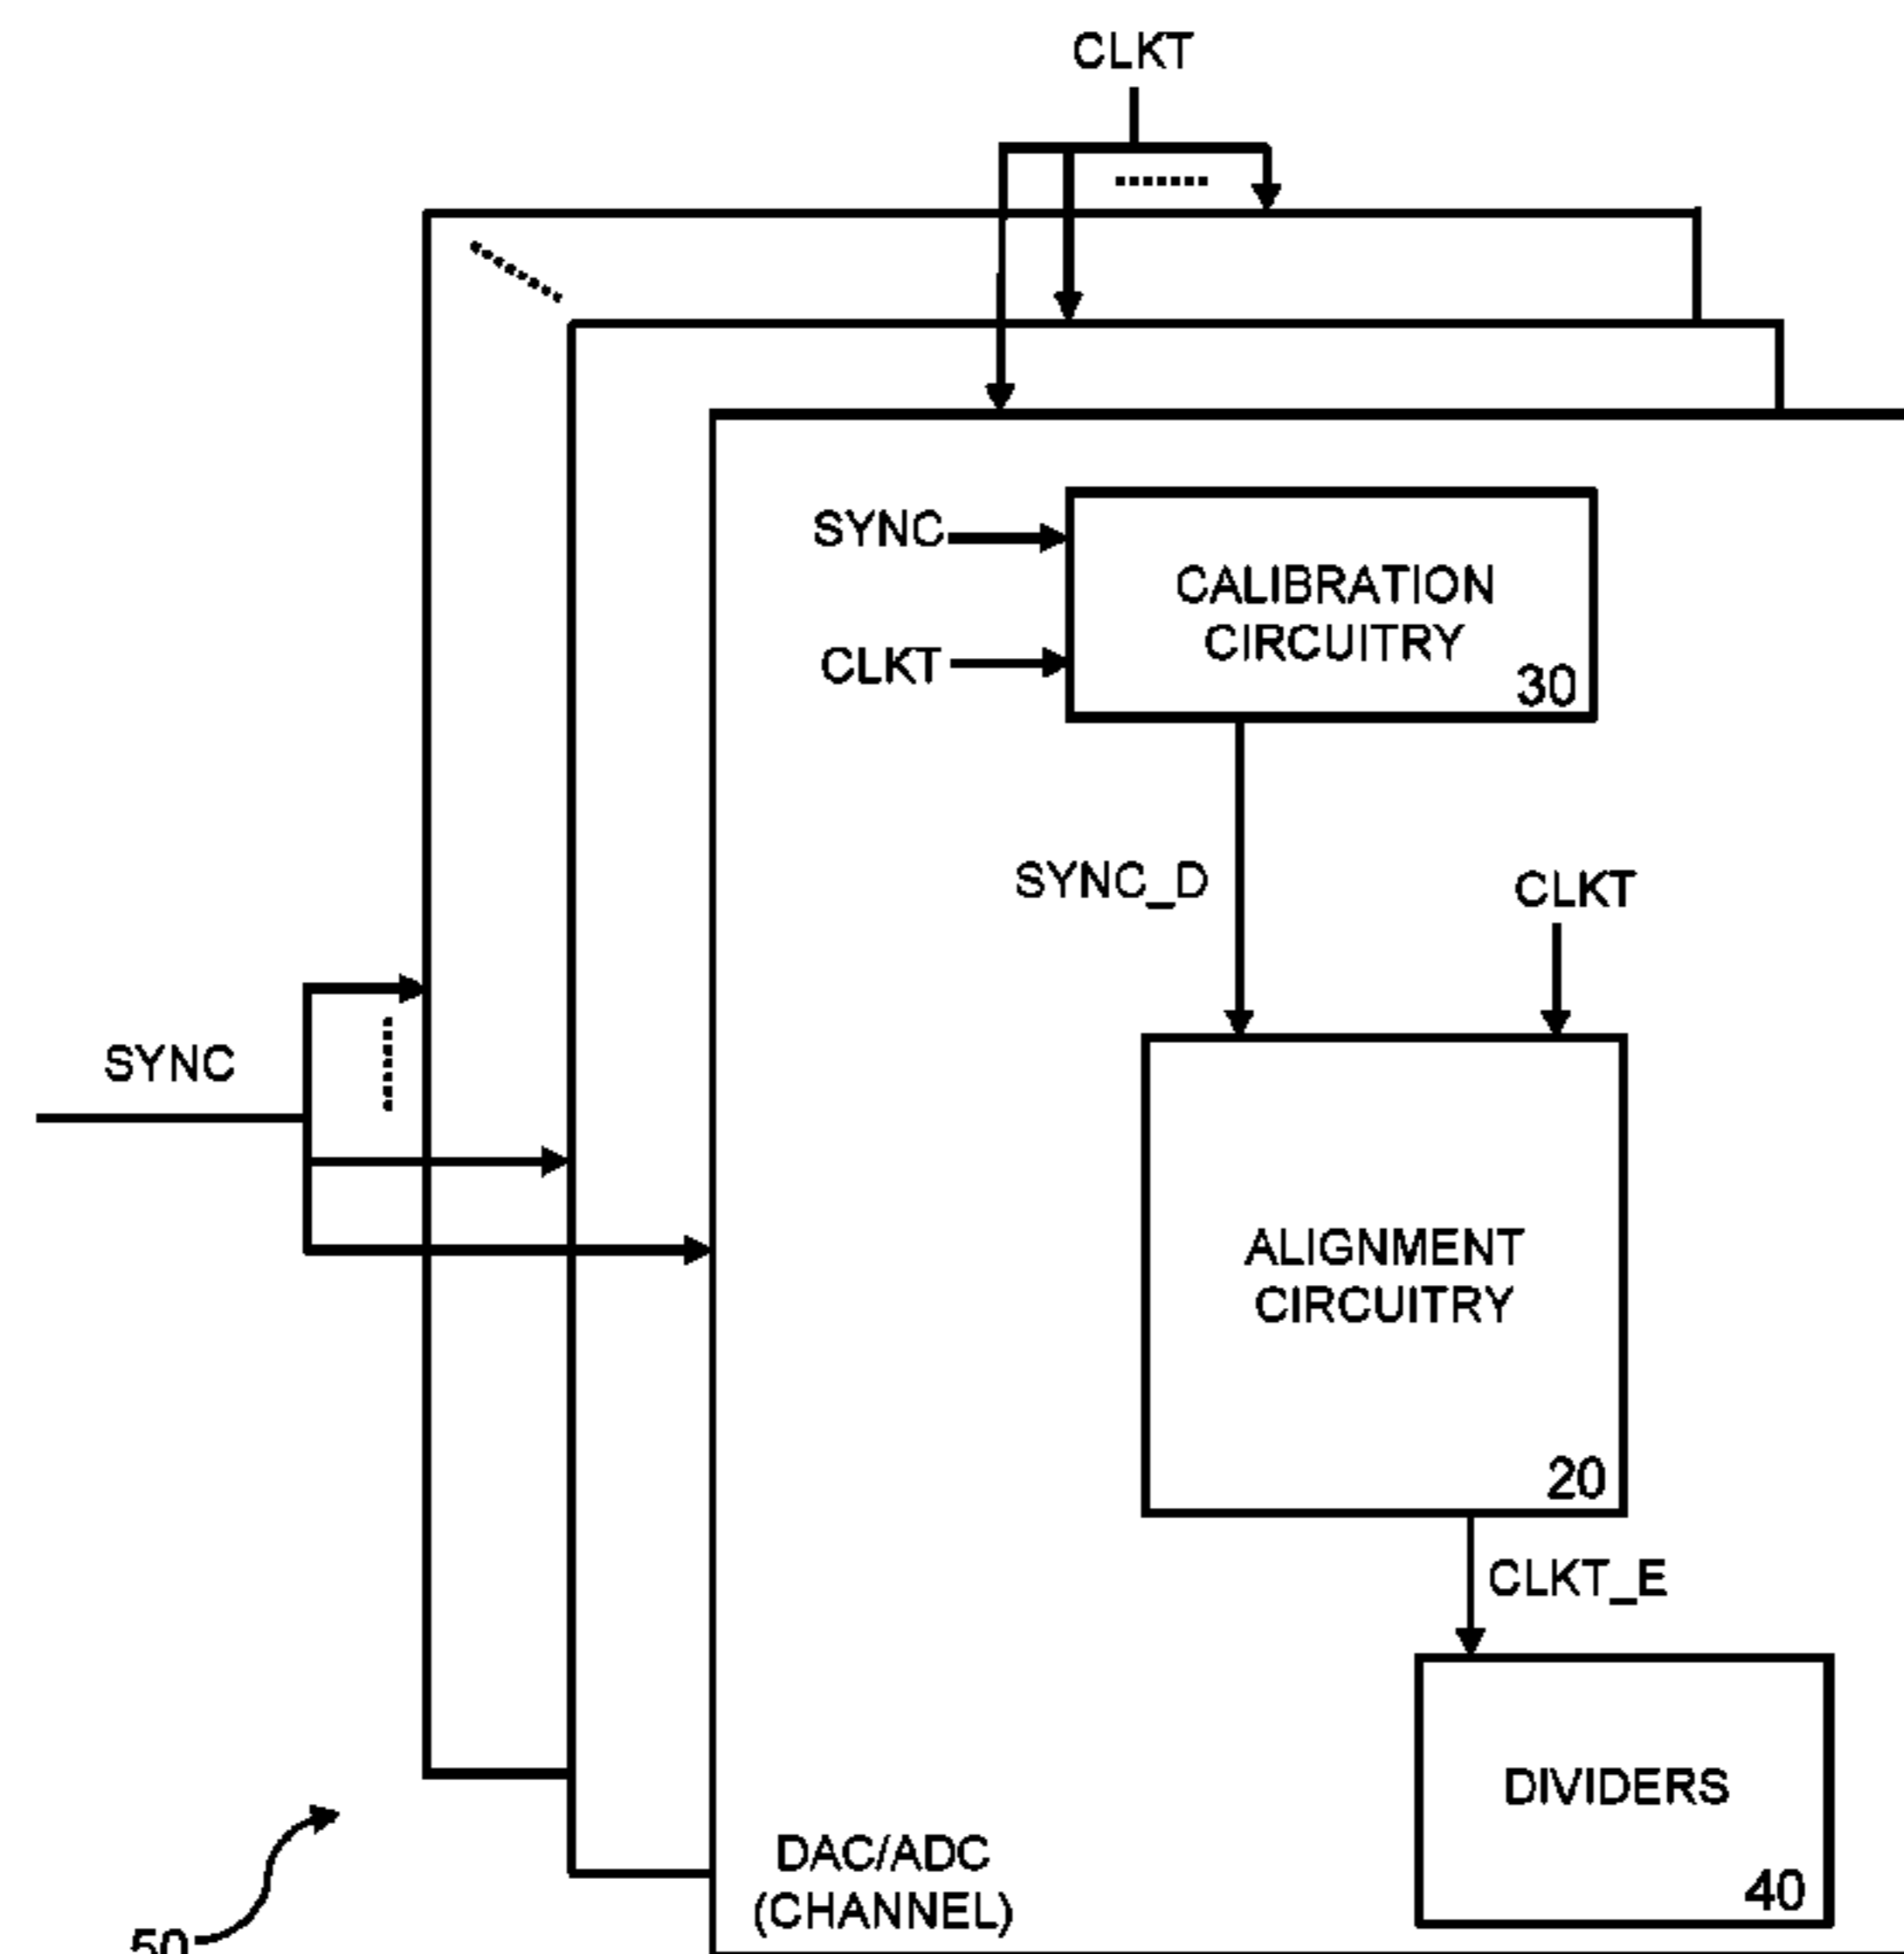 CLKT
SYNC
CALIBRATION
CIRCUITRY
CLKT
30
SYNC_D
CLKT
SYNC
ALIGNMENT
CIRCUITRY
20
CLKT_E
DIVIDERS
DAC/ADC
(CHANNEL)
40
50